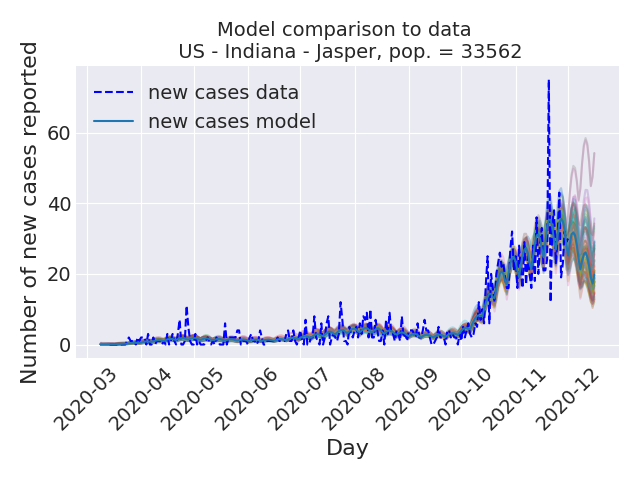 Model comparison to data
US - Indiana - Jasper, pop. = 33562
Number of new cases reported
60
40
20
0
new cases data
new cases model
2020-03
2020-04
2020-05
2020-06
2020-07
2020-08
2020-09
2020-10
2020-11
2020-12
Day